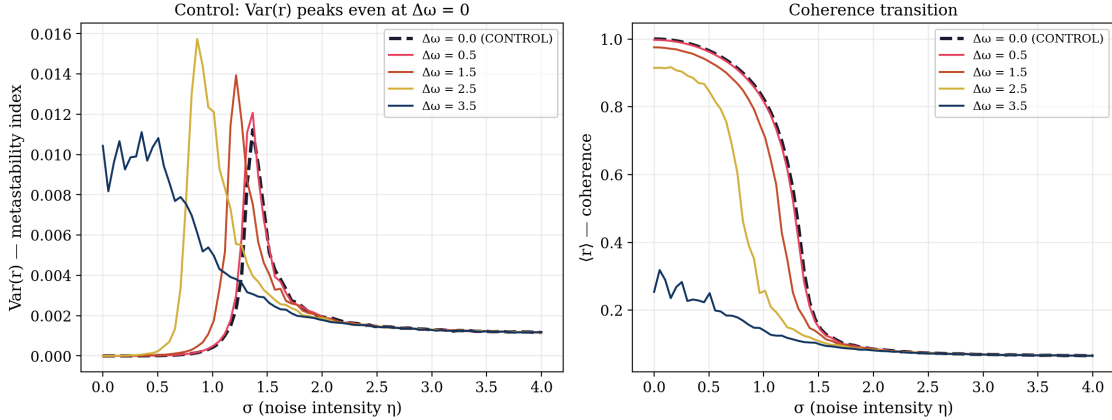 Control: Var(r) peaks even at Δω = 0
Var(r) — metastability index
0.016
0.014
0.012
0.010
0.008
0.006
0.004
0.002
0.000
Δω = 0.0 (CONTROL)
Δω = 0.5
Δω = 1.5
Δω = 2.5
Δω = 3.5
0.0 0.5 1.0 1.5 2.0 2.5 3.0 3.5 4.0
σ (noise intensity η)
Coherence transition
⟨r⟩ — coherence
1.0
0.8
0.6
0.4
0.2
Δω = 0.0 (CONTROL)
Δω = 0.5
Δω = 1.5
Δω = 2.5
Δω = 3.5
0.0 0.5 1.0 1.5 2.0 2.5 3.0 3.5 4.0
σ (noise intensity η)